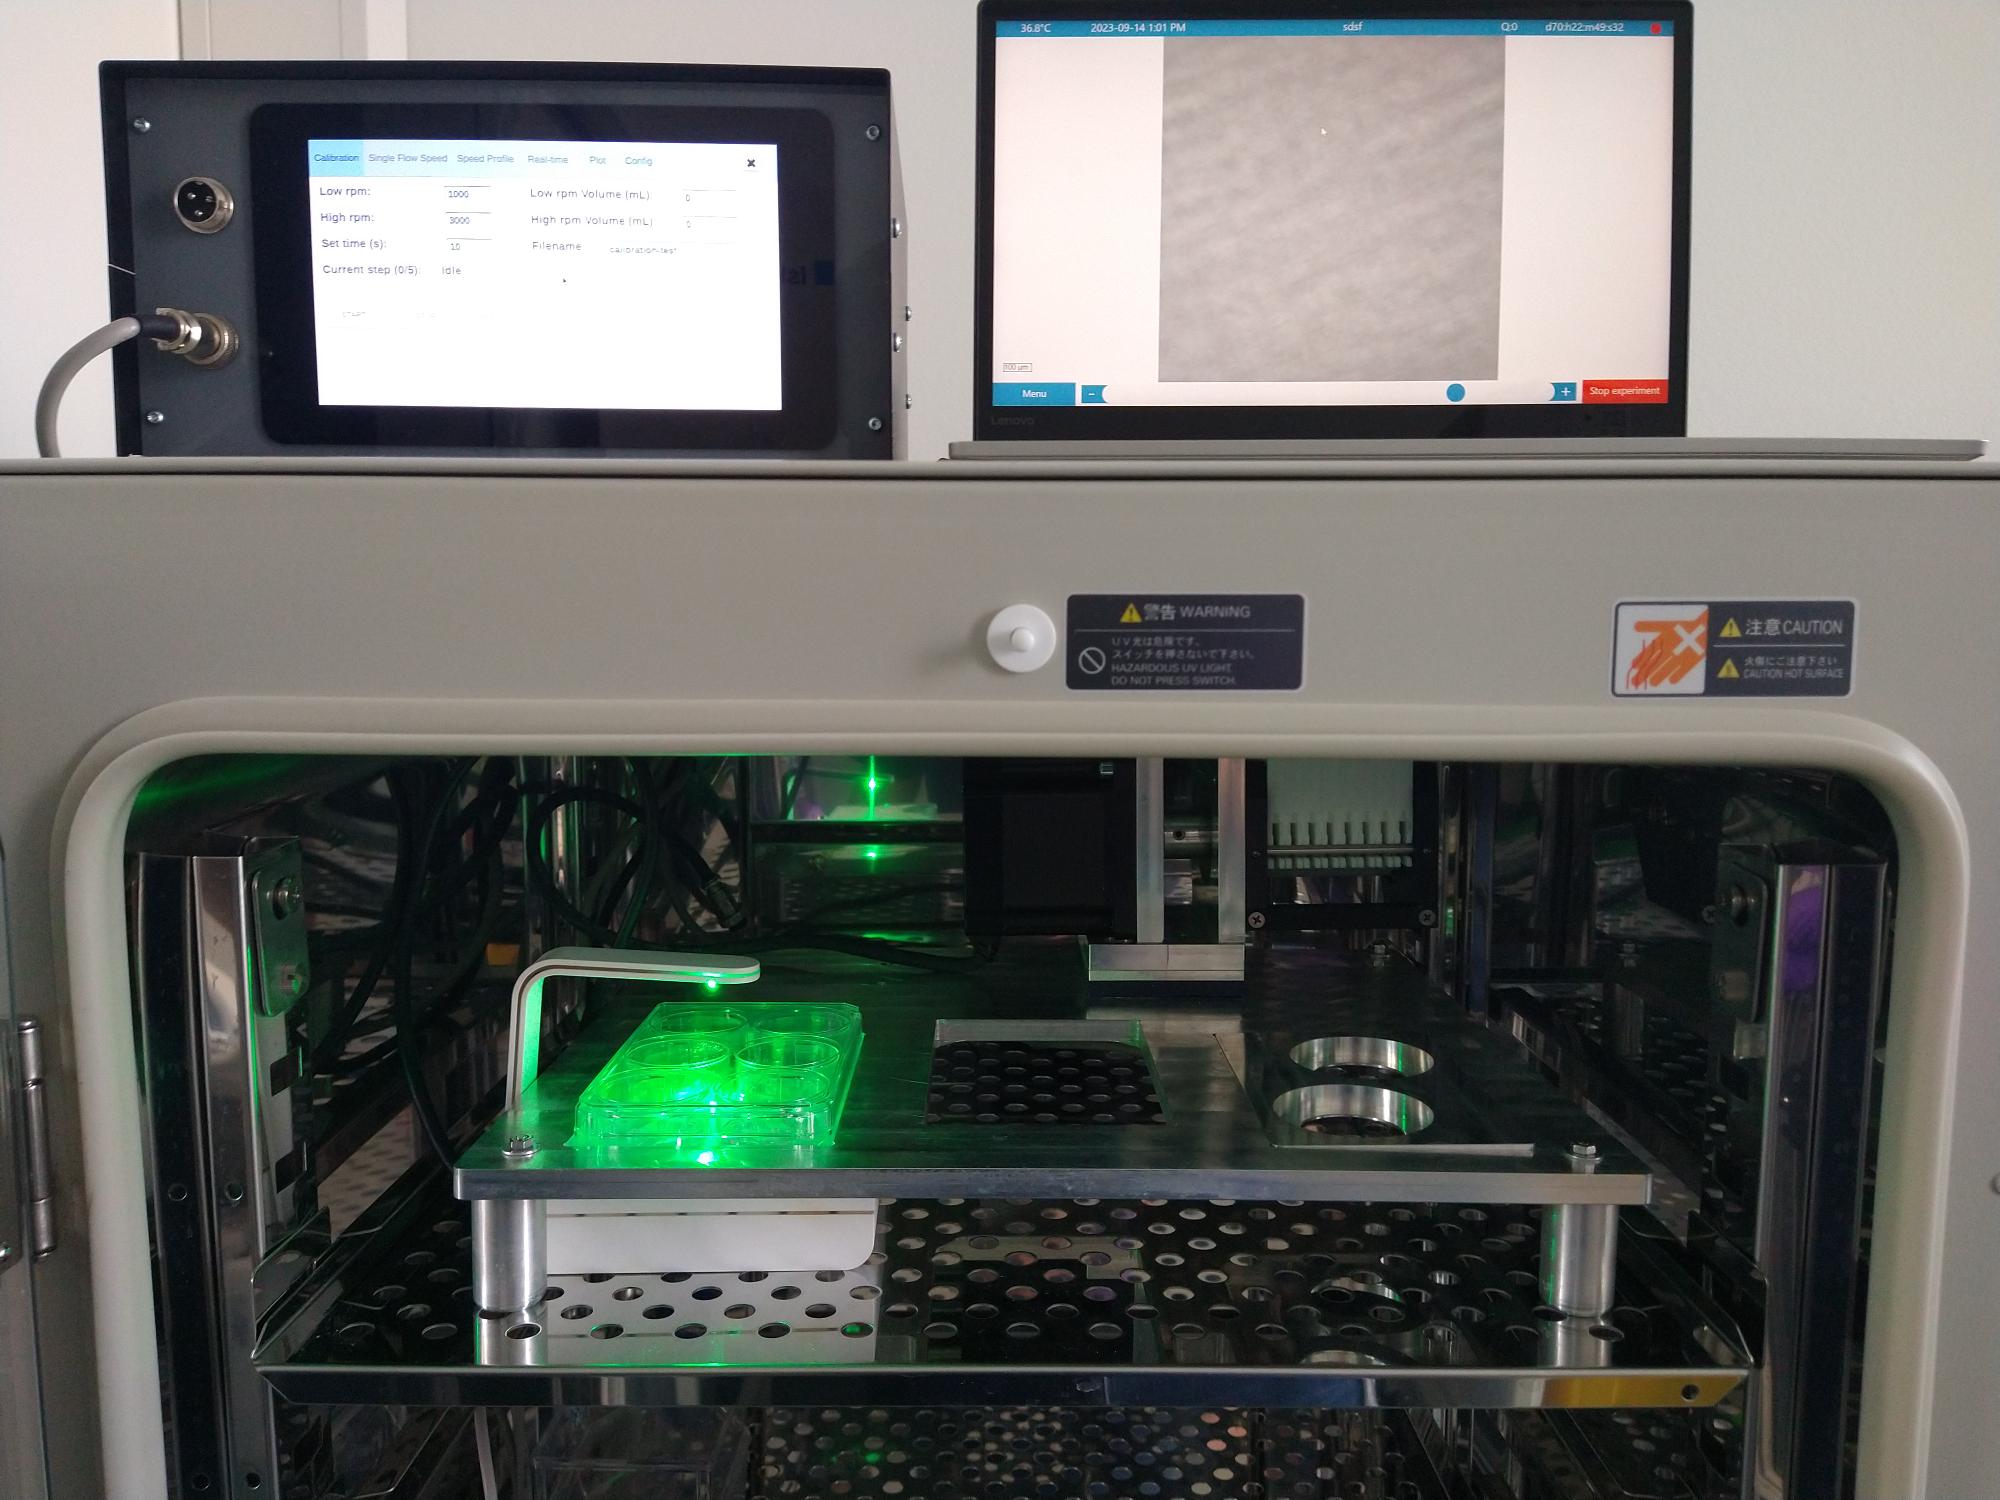 Calibration Single Flow Speed Speed Profile Real-time Plot Config
Low rpm: 1000 Low rpm Volume (mL): 0
High rpm: 3000 High rpm Volume (mL) 0
Set time (s): 10 Filename calibration-test
Current step (0/5): Idle
START
36.8°C 2023-09-14 1:01 PM sdsf Q:0 d70:h22:m49:s32
100 µm
Menu - + Stop experiment
Lenovo
警告 WARNING
UV光は危険です。
スイッチを押さないで下さい。
HAZARDOUS UV LIGHT.
DO NOT PRESS SWITCH.
注意 CAUTION
火傷にご注意下さい
CAUTION HOT SURFACE